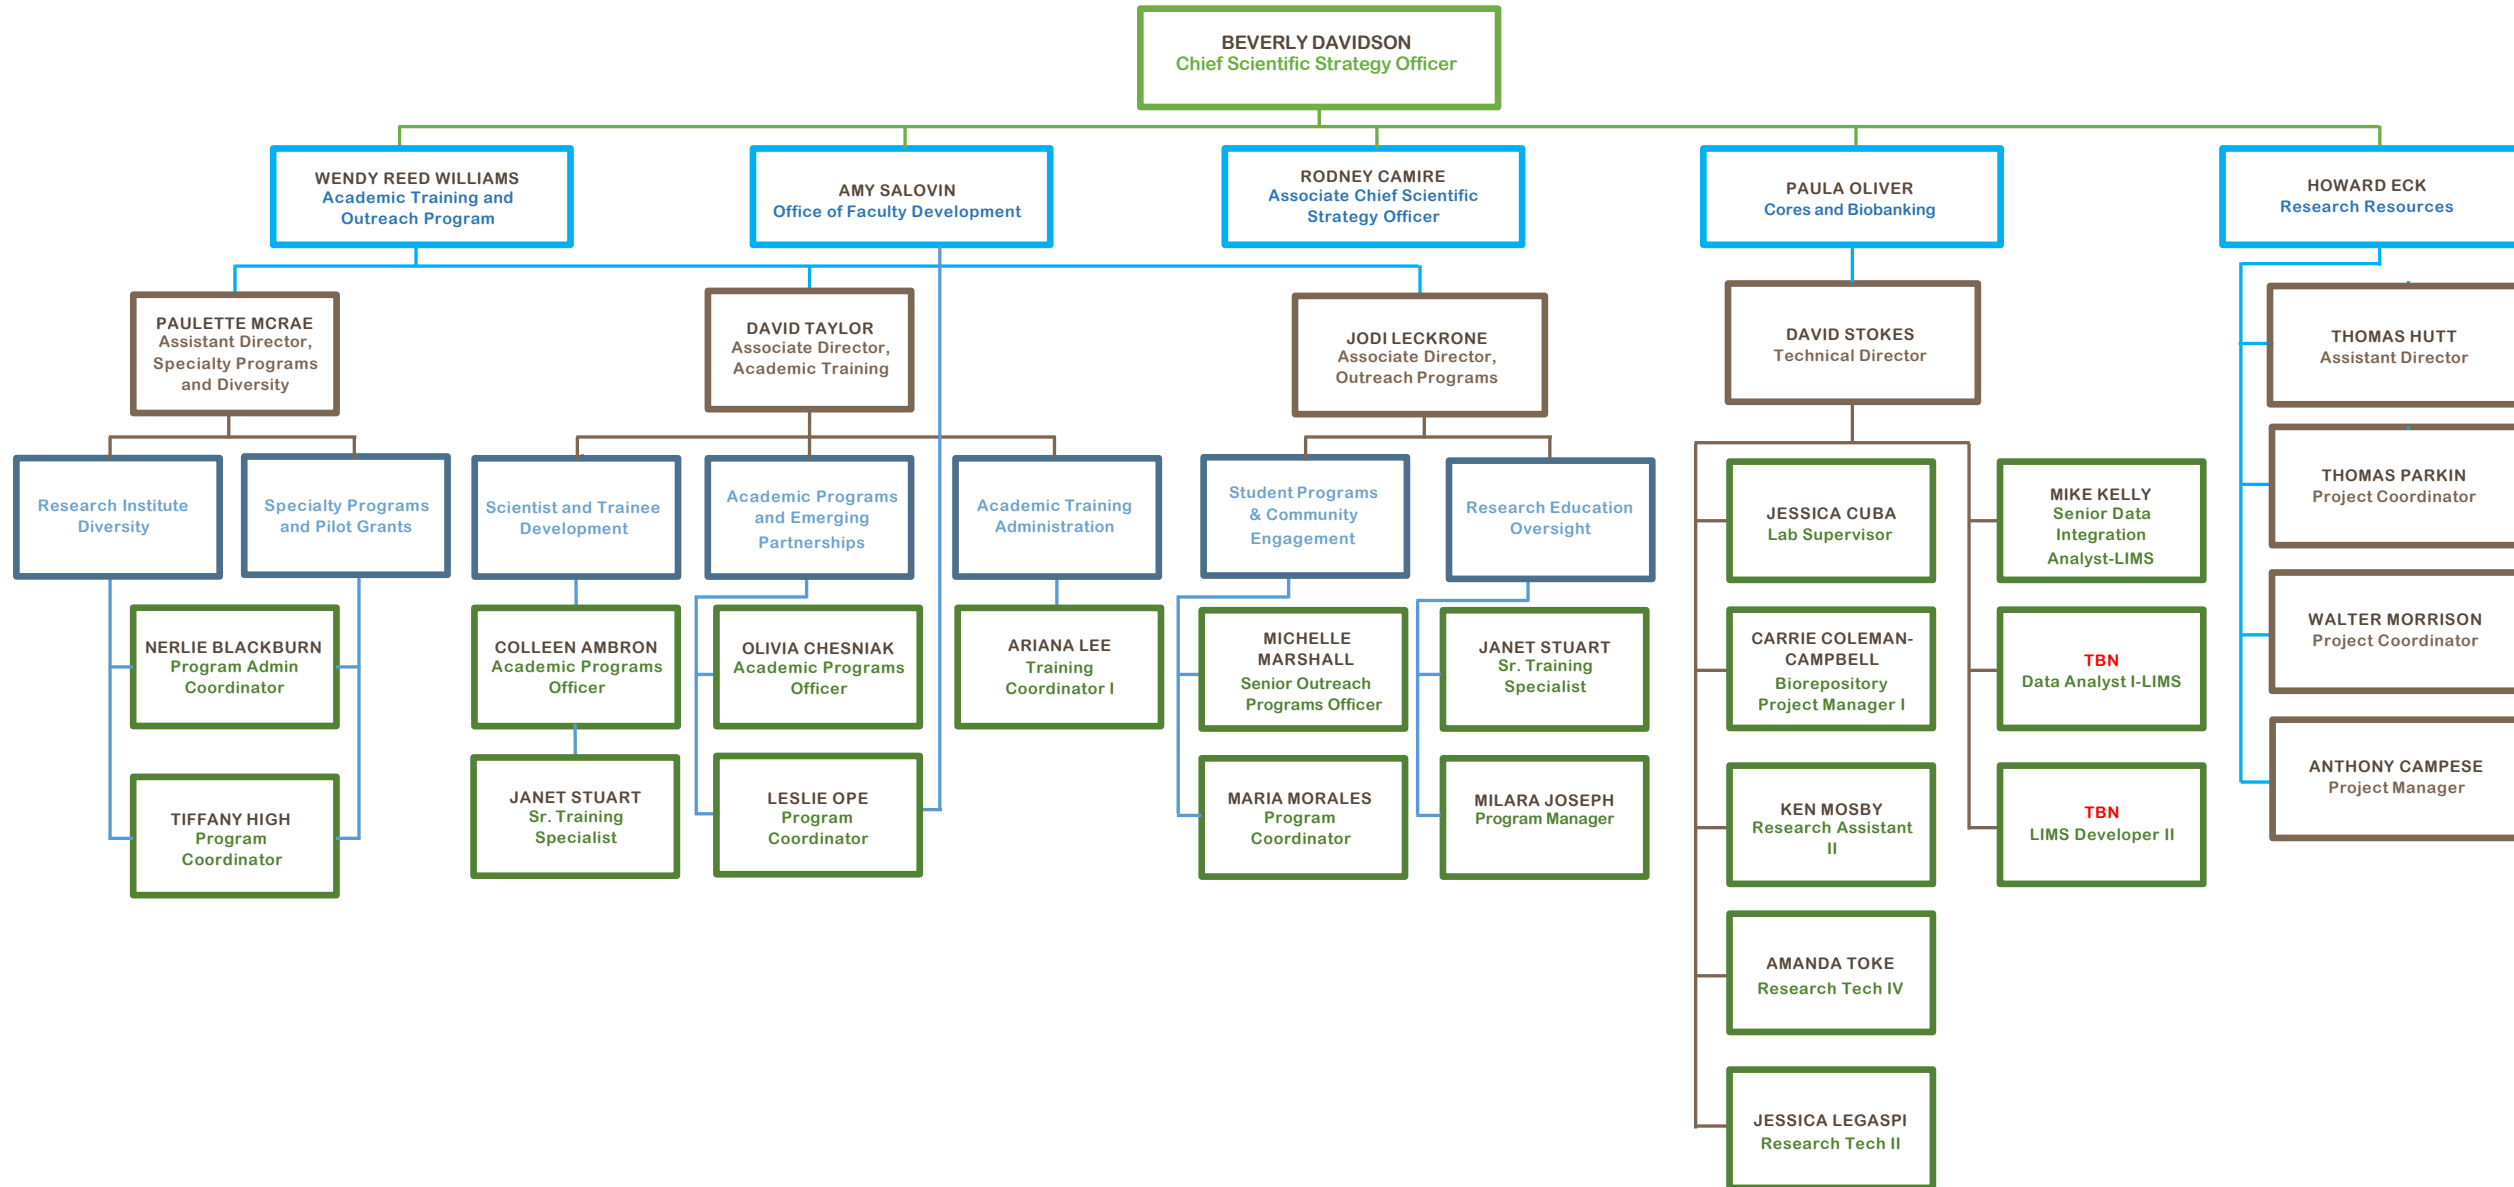 BEVERLY DAVIDSON
Chief Scientific Strategy Officer
WENDY REED WILLIAMS
Academic Training and
Outreach Program
AMY SALOVIN
Office of Faculty Development
RODNEY CAMIRE
Associate Chief Scientific
Strategy Officer
PAULA OLIVER
Cores and Biobanking
HOWARD ECK
Research Resources
PAULETTE MCRAE
Assistant Director,
Specialty Programs
and Diversity
DAVID TAYLOR
Associate Director,
Academic Training
JODI LECKRONE
Associate Director,
Outreach Programs
DAVID STOKES
Technical Director
THOMAS HUTT
Assistant Director
THOMAS PARKIN
Project Coordinator
WALTER MORRISON
Project Coordinator
ANTHONY CAMPESE
Project Manager
Research Institute
Diversity
Specialty Programs
and Pilot Grants
Scientist and Trainee
Development
Academic Programs
and Emerging
Partnerships
Academic Training
Administration
Student Programs
& Community
Engagement
Research Education
Oversight
NERLIE BLACKBURN
Program Admin
Coordinator
TIFFANY HIGH
Program
Coordinator
COLLEEN AMBRON
Academic Programs
Officer
JANET STUART
Sr. Training
Specialist
OLIVIA CHESNIAK
Academic Programs
Officer
LESLIE OPE
Program
Coordinator
ARIANA LEE
Training
Coordinator I
MICHELLE
MARSHALL
Senior Outreach
Programs Officer
MARIA MORALES
Program
Coordinator
JANET STUART
Sr. Training
Specialist
MILARA JOSEPH
Program Manager
JESSICA CUBA
Lab Supervisor
CARRIE COLEMAN-
CAMPBELL
Biorepository
Project Manager I
KEN MOSBY
Research Assistant
II
AMANDA TOKE
Research Tech IV
JESSICA LEGASPI
Research Tech II
MIKE KELLY
Senior Data
Integration
Analyst-LIMS
TBN
Data Analyst I-LIMS
TBN
LIMS Developer II